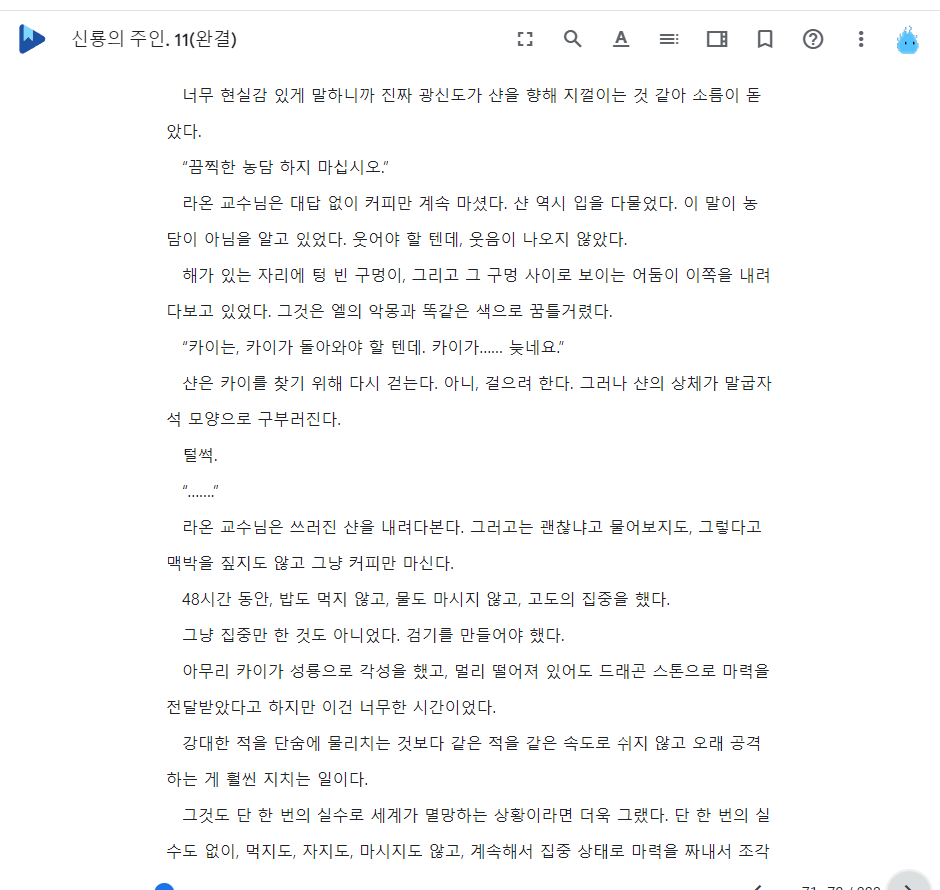 신룡의 주인. 11(완결)
너무 현실감 있게 말하니까 진짜 광신도가 샨을 향해 지껄이는 것 같아 소름이 돋
았다.
“끔찍한 농담 하지 마십시오.”
라온 교수님은 대답 없이 커피만 계속 마셨다. 샨 역시 입을 다물었다. 이 말이 농
담이 아님을 알고 있었다. 웃어야 할 텐데, 웃음이 나오지 않았다.
해가 있는 자리에 텅 빈 구멍이, 그리고 그 구멍 사이로 보이는 어둠이 이쪽을 내려
다보고 있었다. 그것은 엘의 악몽과 똑같은 색으로 꿈틀거렸다.
“카이는, 카이가 돌아와야 할 텐데. 카이가…… 늦네요.”
샨은 카이를 찾기 위해 다시 걷는다. 아니, 걸으려 한다. 그러나 샨의 상체가 말굽자
석 모양으로 구부러진다.
털썩.
“…….”
라온 교수님은 쓰러진 샨을 내려다본다. 그러고는 괜찮냐고 물어보지도, 그렇다고
맥박을 짚지도 않고 그냥 커피만 마신다.
48시간 동안, 밥도 먹지 않고, 물도 마시지 않고, 고도의 집중을 했다.
그냥 집중만 한 것도 아니었다. 검기를 만들어야 했다.
아무리 카이가 성룡으로 각성을 했고, 멀리 떨어져 있어도 드래곤 스톤으로 마력을
전달받았다고 하지만 이건 너무한 시간이었다.
강대한 적을 단숨에 물리치는 것보다 같은 적을 같은 속도로 쉬지 않고 오래 공격
하는 게 훨씬 지치는 일이다.
그것도 단 한 번의 실수로 세계가 멸망하는 상황이라면 더욱 그랬다. 단 한 번의 실
수도 없이, 먹지도, 자지도, 마시지도 않고, 계속해서 집중 상태로 마력을 짜내서 조각